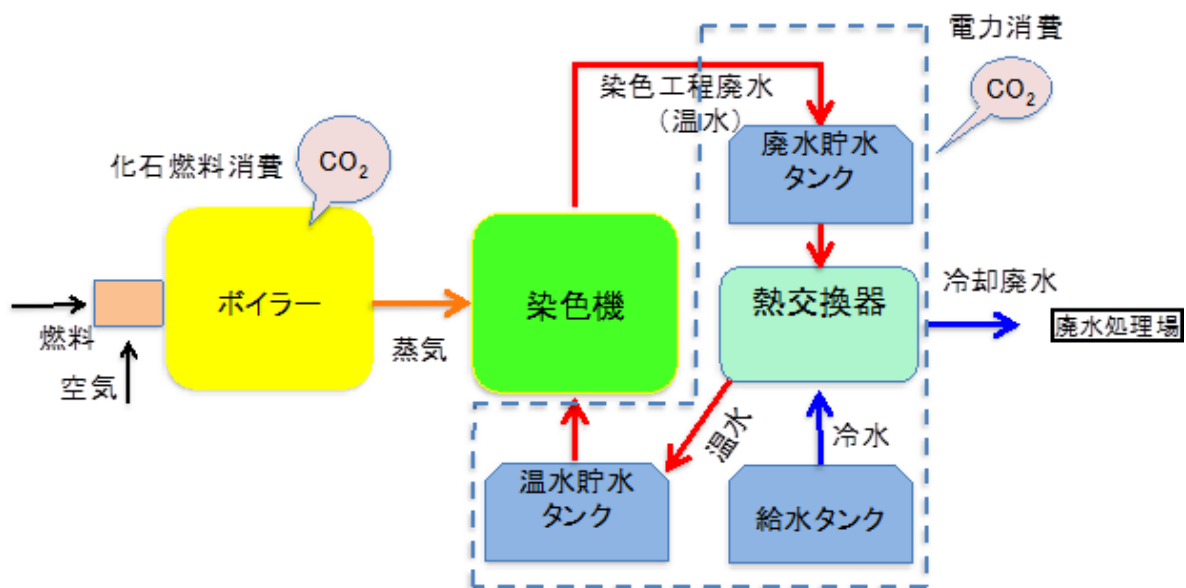 電力消費
CO2
染色工程廃水
（温水）
廃水貯水
タンク
化石燃料消費
CO2
ボイラー
染色機
熱交換器
冷却廃水
廃水処理場
燃料
空気
蒸気
温水
冷水
温水貯水
タンク
給水タンク